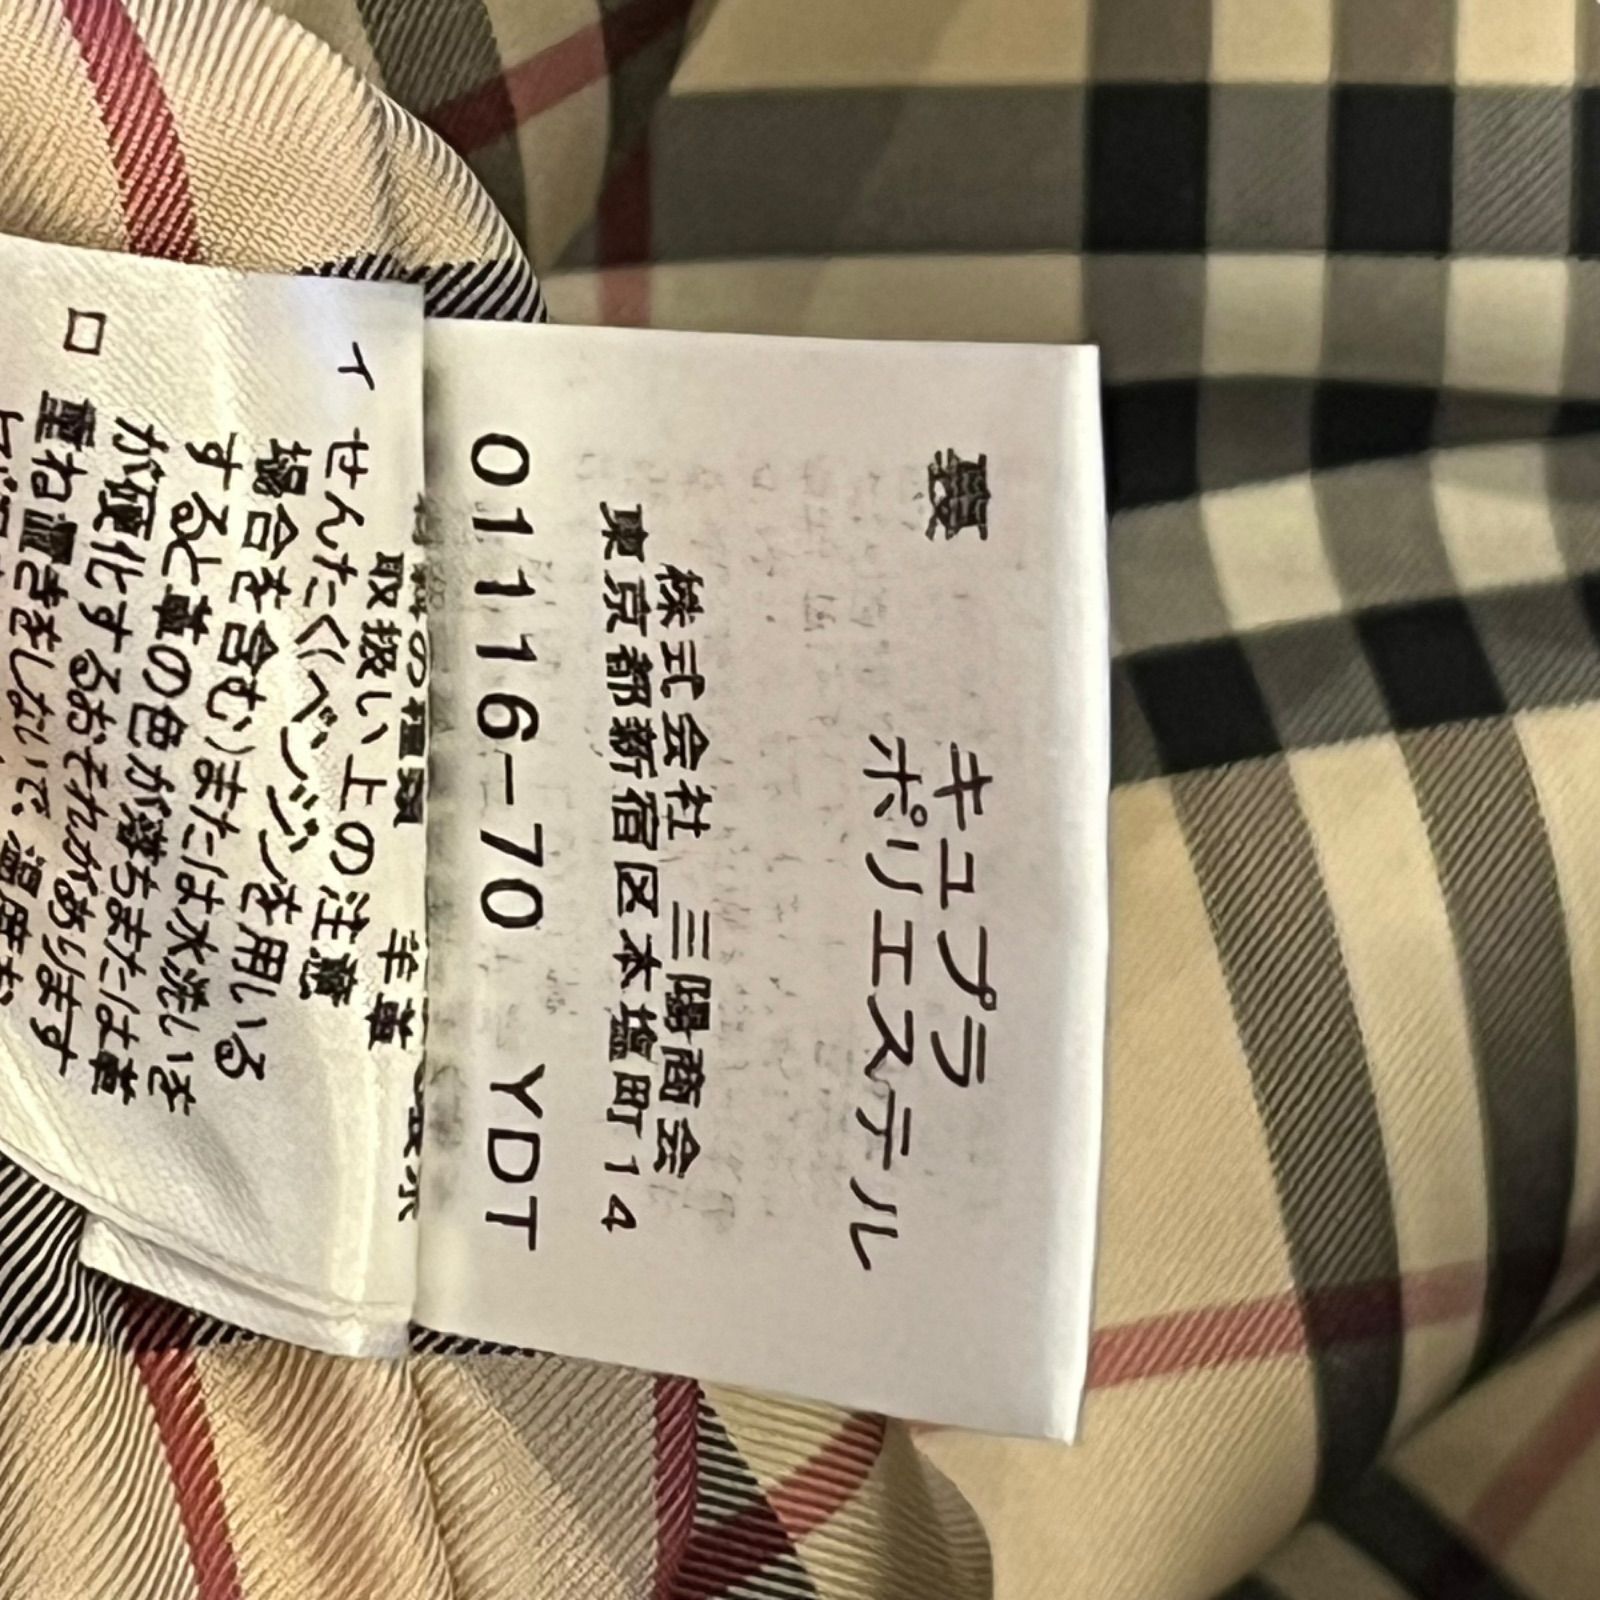 裏
キュプラ
ポリエステル
株式会社 三陽商会
東京都新宿区本塩町14
01116-70 YDT
羊革
取扱い上の注意
イ せんたく(ベンジンを用いる
場合を含む)または水洗いを
すると革の色が落ちまたは革
が硬化するおそれがあります
ロ 重ね置きをしないで、湿度